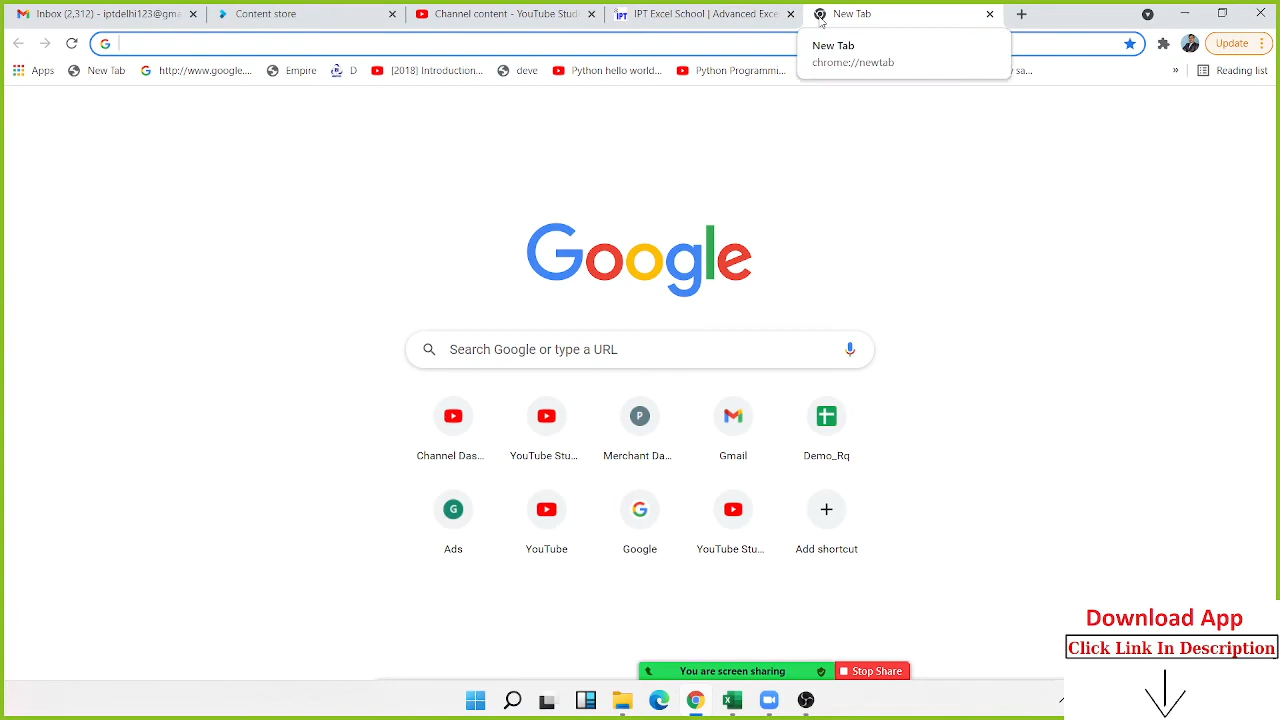 Inbox (2,312) - iptdelhi123@gma
Content store
Channel content - YouTube Stud
IPT
IPT Excel School | Advanced Exce
New Tab
New Tab
chrome://newtab
G
Update
Apps
New Tab
http://www.google....
Empire
D
[2018] Introduction...
deve
Python hello world...
Python Programmi...
sa...
»
Reading list
Google
Search Google or type a URL
P
Channel Das...
YouTube Stu...
Merchant Da...
Gmail
Demo_Rq
G
Ads
YouTube
Google
YouTube Stu...
Add shortcut
Download App
Click Link In Description
You are screen sharing
Stop Share